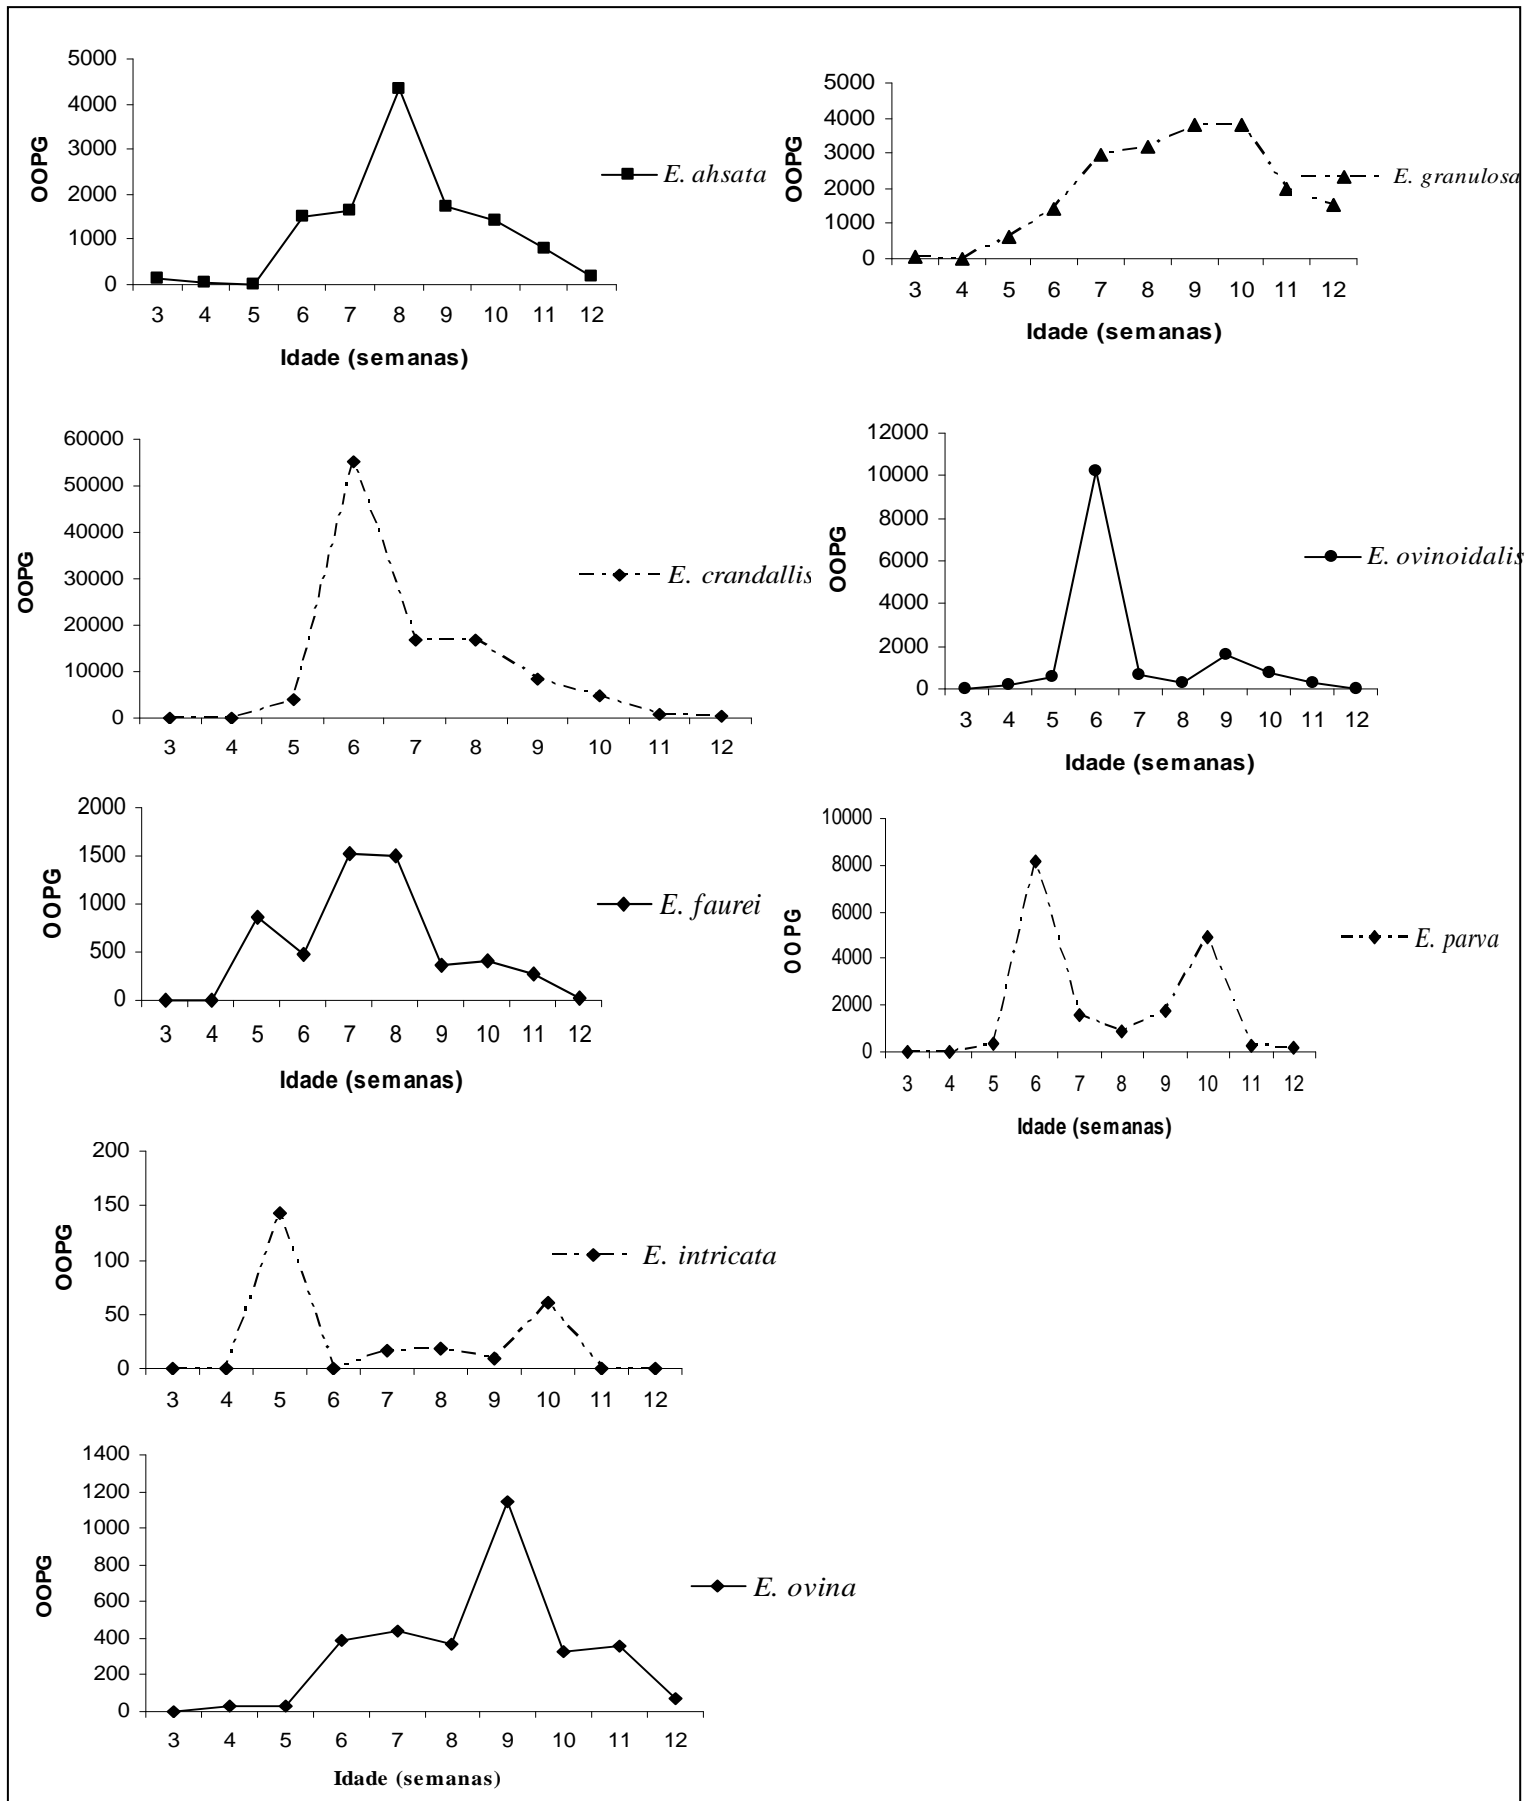 5000
4000
3000
2000
1000
0
OOPG
E. ahsata
3 4 5 6 7 8 9 10 11 12
Idade (semanas)
5000
4000
3000
2000
1000
0
OOPG
E. granulosa
3 4 5 6 7 8 9 10 11 12
Idade (semanas)
60000
50000
40000
30000
20000
10000
0
OOPG
E. crandallis
3 4 5 6 7 8 9 10 11 12
12000
10000
8000
6000
4000
2000
0
OOPG
E. ovinoidalis
3 4 5 6 7 8 9 10 11 12
Idade (semanas)
2000
1500
1000
500
0
OOPG
E. faurei
3 4 5 6 7 8 9 10 11 12
Idade (semanas)
10000
8000
6000
4000
2000
0
OOPG
E. parva
3 4 5 6 7 8 9 10 11 12
Idade (semanas)
200
150
100
50
0
OOPG
E. intricata
3 4 5 6 7 8 9 10 11 12
1400
1200
1000
800
600
400
200
0
OOPG
E. ovina
3 4 5 6 7 8 9 10 11 12
Idade (semanas)